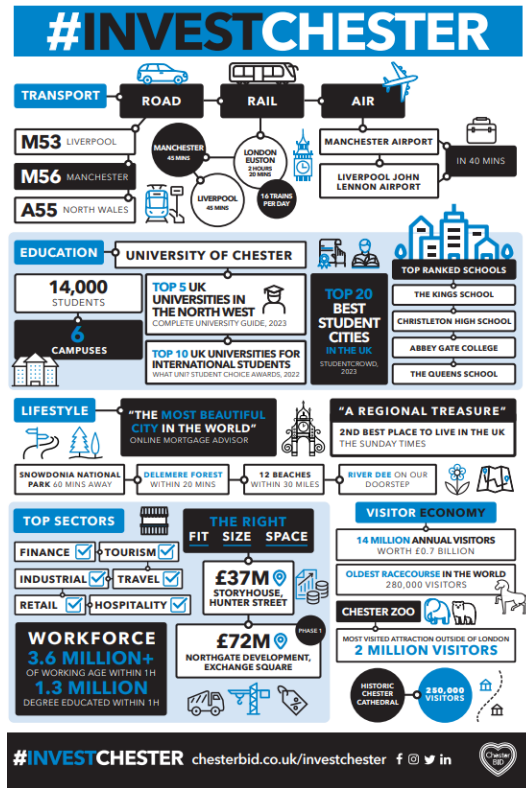 #INVESTCHESTER
TRANSPORT
ROAD
RAIL
AIR
M53 LIVERPOOL
M56 MANCHESTER
A55 NORTH WALES
MANCHESTER
45 MINS
LONDON
EUSTON
2 HOURS
20 MINS
LIVERPOOL
45 MINS
16 TRAINS
PER DAY
MANCHESTER AIRPORT
LIVERPOOL JOHN
LENNON AIRPORT
IN 40 MINS
EDUCATION
UNIVERSITY OF CHESTER
14,000
STUDENTS
6
CAMPUSES
TOP 5 UK
UNIVERSITIES IN
THE NORTH WEST
COMPLETE UNIVERSITY GUIDE, 2023
TOP 10 UK UNIVERSITIES FOR
INTERNATIONAL STUDENTS
WHAT UNI? STUDENT CHOICE AWARDS, 2022
TOP 20
BEST
STUDENT
CITIES
IN THE UK
STUDENTCROWD,
2023
TOP RANKED SCHOOLS
THE KINGS SCHOOL
CHRISTLETON HIGH SCHOOL
ABBEY GATE COLLEGE
THE QUEENS SCHOOL
LIFESTYLE
"THE MOST BEAUTIFUL
CITY IN THE WORLD"
ONLINE MORTGAGE ADVISOR
"A REGIONAL TREASURE"
2ND BEST PLACE TO LIVE IN THE UK
THE SUNDAY TIMES
SNOWDONIA NATIONAL
PARK 60 MINS AWAY
DELEMERE FOREST
WITHIN 20 MINS
12 BEACHES
WITHIN 30 MILES
RIVER DEE ON OUR
DOORSTEP
TOP SECTORS
FINANCE
TOURISM
INDUSTRIAL
TRAVEL
RETAIL
HOSPITALITY
WORKFORCE
3.6 MILLION+
OF WORKING AGE WITHIN 1H
1.3 MILLION
DEGREE EDUCATED WITHIN 1H
THE RIGHT
FIT SIZE SPACE
£37M
STORYHOUSE,
HUNTER STREET
PHASE 1
£72M
NORTHGATE DEVELOPMENT,
EXCHANGE SQUARE
VISITOR ECONOMY
14 MILLION ANNUAL VISITORS
WORTH £0.7 BILLION
OLDEST RACECOURSE IN THE WORLD
280,000 VISITORS
CHESTER ZOO
MOST VISITED ATTRACTION OUTSIDE OF LONDON
2 MILLION VISITORS
HISTORIC
CHESTER
CATHEDRAL
250,000
VISITORS
#INVESTCHESTER chesterbid.co.uk/investchester
Chester
BID